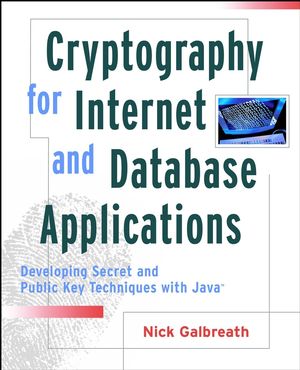 Cryptography
for Internet
and Database
Applications
Developing Secret and
Public Key Techniques with Java™
Nick Galbreath